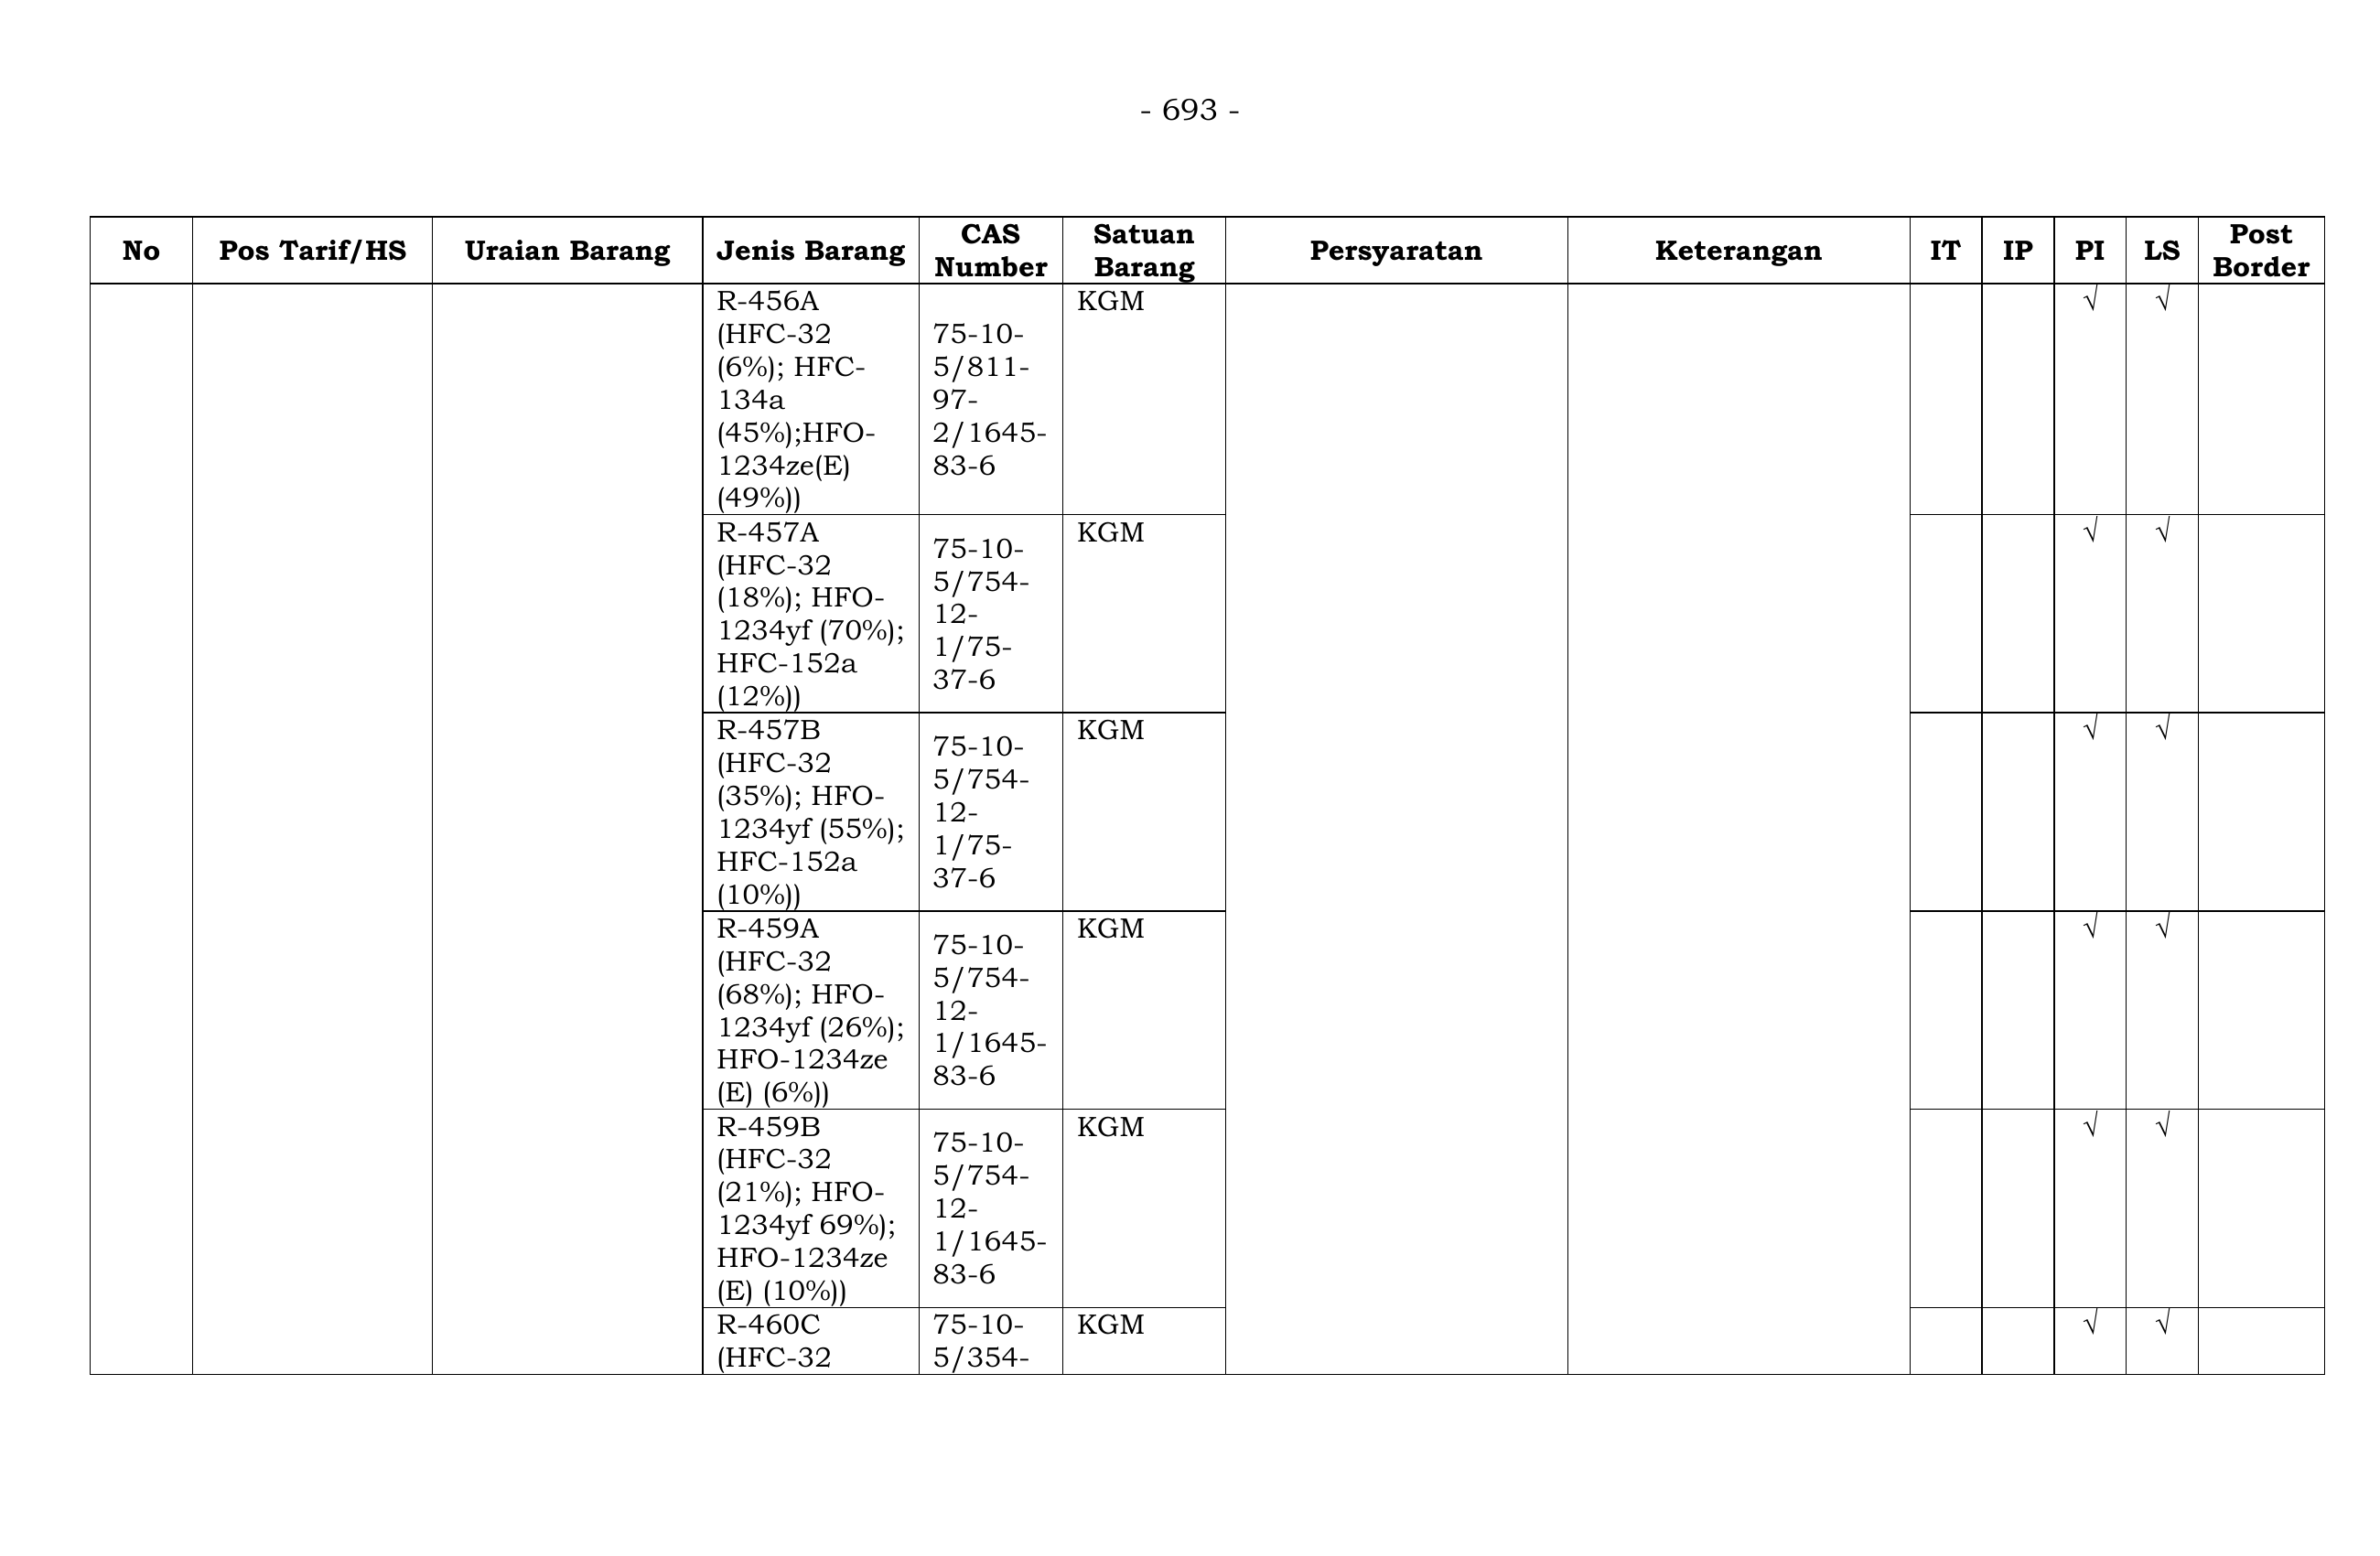 - 693 -
No
Pos Tarif/HS
Uraian Barang
Jenis Barang
CAS
Number
Satuan
Barang
Persyaratan
Keterangan
IT
IP
PI
LS
Post
Border
R-456A
(HFC-32
(6%); HFC-
134a
(45%);HFO-
1234ze(E)
(49%))
75-10-
5/811-
97-
2/1645-
83-6
KGM
√
√
R-457A
(HFC-32
(18%); HFO-
1234yf (70%);
HFC-152a
(12%))
75-10-
5/754-
12-
1/75-
37-6
KGM
√
√
R-457B
(HFC-32
(35%); HFO-
1234yf (55%);
HFC-152a
(10%))
75-10-
5/754-
12-
1/75-
37-6
KGM
√
√
R-459A
(HFC-32
(68%); HFO-
1234yf (26%);
HFO-1234ze
(E) (6%))
75-10-
5/754-
12-
1/1645-
83-6
KGM
√
√
R-459B
(HFC-32
(21%); HFO-
1234yf 69%);
HFO-1234ze
(E) (10%))
75-10-
5/754-
12-
1/1645-
83-6
KGM
√
√
R-460C
(HFC-32
75-10-
5/354-
KGM
√
√